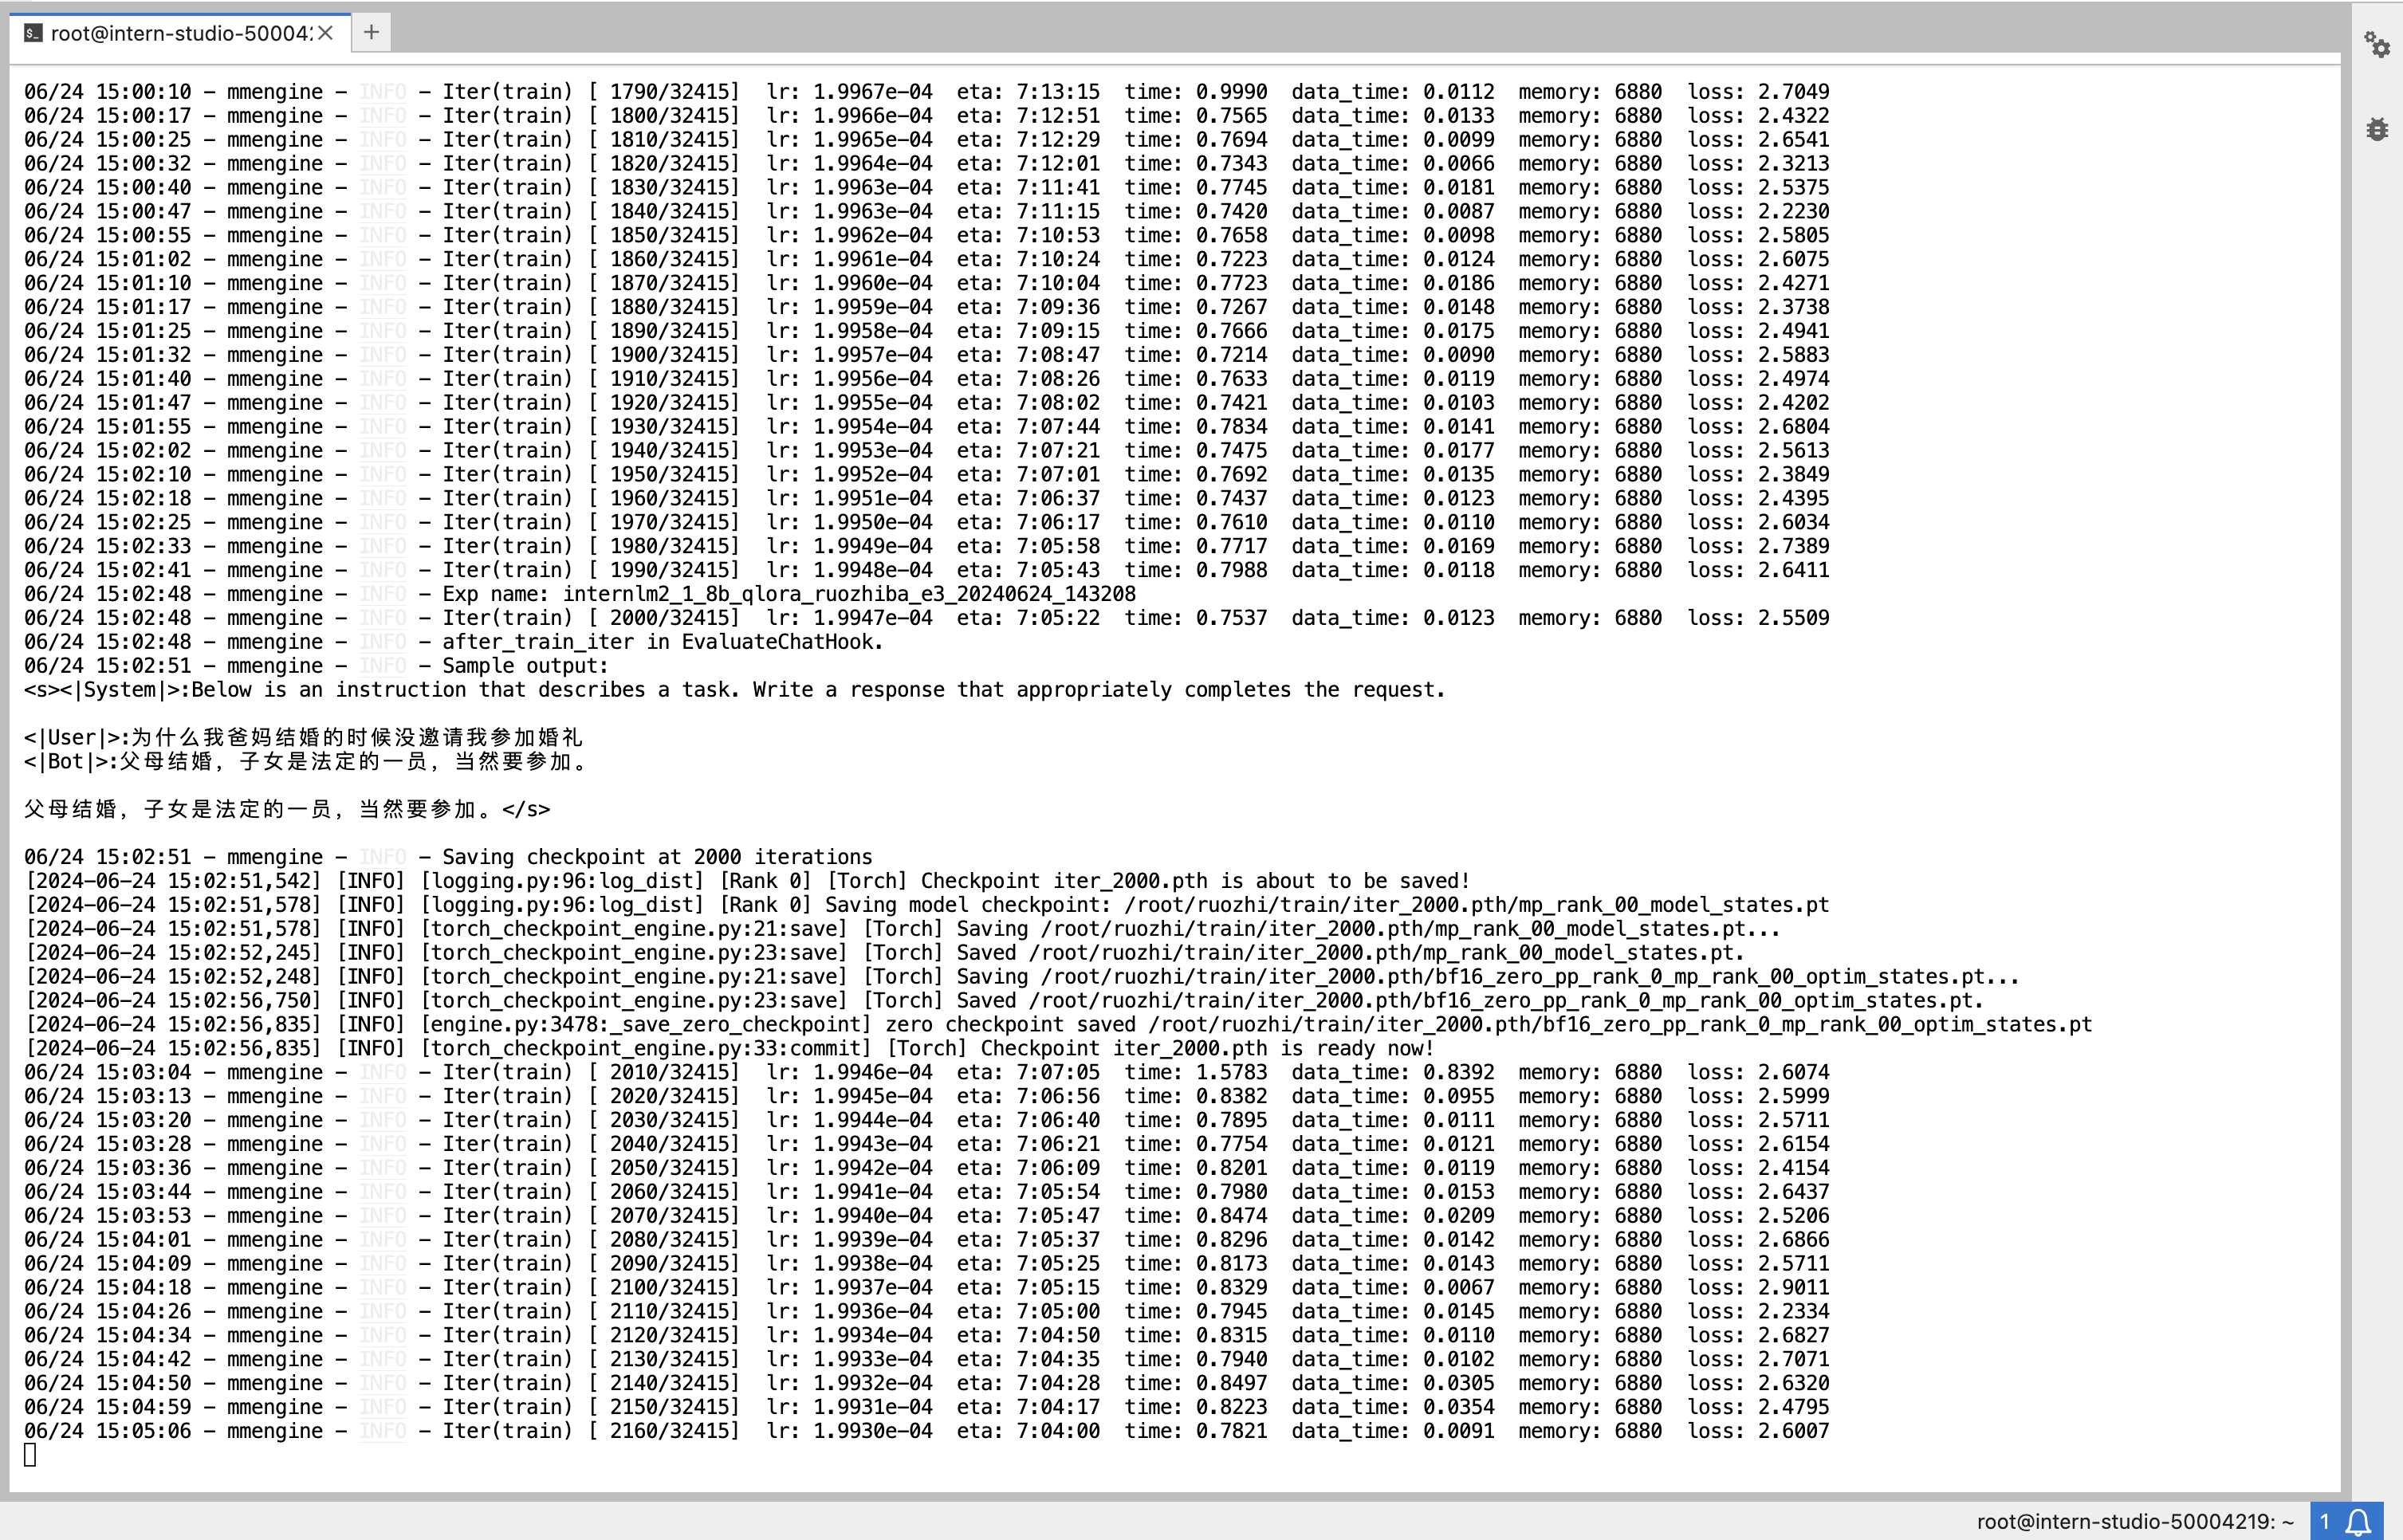 root@intern-studio-50004
06/24 15:00:10 - mmengine - INFO - Iter(train) [ 1790/32415]  lr: 1.9967e-04  eta: 7:13:15  time: 0.9990  data_time: 0.0112  memory: 6880  loss: 2.7049
06/24 15:00:17 - mmengine - INFO - Iter(train) [ 1800/32415]  lr: 1.9966e-04  eta: 7:12:51  time: 0.7565  data_time: 0.0133  memory: 6880  loss: 2.4322
06/24 15:00:25 - mmengine - INFO - Iter(train) [ 1810/32415]  lr: 1.9965e-04  eta: 7:12:29  time: 0.7694  data_time: 0.0099  memory: 6880  loss: 2.6541
06/24 15:00:32 - mmengine - INFO - Iter(train) [ 1820/32415]  lr: 1.9964e-04  eta: 7:12:01  time: 0.7343  data_time: 0.0066  memory: 6880  loss: 2.3213
06/24 15:00:40 - mmengine - INFO - Iter(train) [ 1830/32415]  lr: 1.9963e-04  eta: 7:11:41  time: 0.7745  data_time: 0.0181  memory: 6880  loss: 2.5375
06/24 15:00:47 - mmengine - INFO - Iter(train) [ 1840/32415]  lr: 1.9963e-04  eta: 7:11:15  time: 0.7420  data_time: 0.0087  memory: 6880  loss: 2.2230
06/24 15:00:55 - mmengine - INFO - Iter(train) [ 1850/32415]  lr: 1.9962e-04  eta: 7:10:53  time: 0.7658  data_time: 0.0098  memory: 6880  loss: 2.5805
06/24 15:01:02 - mmengine - INFO - Iter(train) [ 1860/32415]  lr: 1.9961e-04  eta: 7:10:24  time: 0.7223  data_time: 0.0124  memory: 6880  loss: 2.6075
06/24 15:01:10 - mmengine - INFO - Iter(train) [ 1870/32415]  lr: 1.9960e-04  eta: 7:10:04  time: 0.7723  data_time: 0.0186  memory: 6880  loss: 2.4271
06/24 15:01:17 - mmengine - INFO - Iter(train) [ 1880/32415]  lr: 1.9959e-04  eta: 7:09:36  time: 0.7267  data_time: 0.0148  memory: 6880  loss: 2.3738
06/24 15:01:25 - mmengine - INFO - Iter(train) [ 1890/32415]  lr: 1.9958e-04  eta: 7:09:15  time: 0.7666  data_time: 0.0175  memory: 6880  loss: 2.4941
06/24 15:01:32 - mmengine - INFO - Iter(train) [ 1900/32415]  lr: 1.9957e-04  eta: 7:08:47  time: 0.7214  data_time: 0.0090  memory: 6880  loss: 2.5883
06/24 15:01:40 - mmengine - INFO - Iter(train) [ 1910/32415]  lr: 1.9956e-04  eta: 7:08:26  time: 0.7633  data_time: 0.0119  memory: 6880  loss: 2.4974
06/24 15:01:47 - mmengine - INFO - Iter(train) [ 1920/32415]  lr: 1.9955e-04  eta: 7:08:02  time: 0.7421  data_time: 0.0103  memory: 6880  loss: 2.4202
06/24 15:01:55 - mmengine - INFO - Iter(train) [ 1930/32415]  lr: 1.9954e-04  eta: 7:07:44  time: 0.7834  data_time: 0.0141  memory: 6880  loss: 2.6804
06/24 15:02:02 - mmengine - INFO - Iter(train) [ 1940/32415]  lr: 1.9953e-04  eta: 7:07:21  time: 0.7475  data_time: 0.0177  memory: 6880  loss: 2.5613
06/24 15:02:10 - mmengine - INFO - Iter(train) [ 1950/32415]  lr: 1.9952e-04  eta: 7:07:01  time: 0.7692  data_time: 0.0135  memory: 6880  loss: 2.3849
06/24 15:02:18 - mmengine - INFO - Iter(train) [ 1960/32415]  lr: 1.9951e-04  eta: 7:06:37  time: 0.7437  data_time: 0.0123  memory: 6880  loss: 2.4395
06/24 15:02:25 - mmengine - INFO - Iter(train) [ 1970/32415]  lr: 1.9950e-04  eta: 7:06:17  time: 0.7610  data_time: 0.0110  memory: 6880  loss: 2.6034
06/24 15:02:33 - mmengine - INFO - Iter(train) [ 1980/32415]  lr: 1.9949e-04  eta: 7:05:58  time: 0.7717  data_time: 0.0169  memory: 6880  loss: 2.7389
06/24 15:02:41 - mmengine - INFO - Iter(train) [ 1990/32415]  lr: 1.9948e-04  eta: 7:05:43  time: 0.7988  data_time: 0.0118  memory: 6880  loss: 2.6411
06/24 15:02:48 - mmengine - INFO - Exp name: internlm2_1_8b_qlora_ruozhiba_e3_20240624_143208
06/24 15:02:48 - mmengine - INFO - Iter(train) [ 2000/32415]  lr: 1.9947e-04  eta: 7:05:22  time: 0.7537  data_time: 0.0123  memory: 6880  loss: 2.5509
06/24 15:02:48 - mmengine - INFO - after_train_iter in EvaluateChatHook.
06/24 15:02:51 - mmengine - INFO - Sample output:
<s><|System|>:Below is an instruction that describes a task. Write a response that appropriately completes the request.
<|User|>:为什么我爸妈结婚的时候没邀请我参加婚礼
<|Bot|>:父母结婚，子女是法定的一员，当然要参加。
父母结婚，子女是法定的一员，当然要参加。</s>
06/24 15:02:51 - mmengine - INFO - Saving checkpoint at 2000 iterations
[2024-06-24 15:02:51,542] [INFO] [logging.py:96:log_dist] [Rank 0] [Torch] Checkpoint iter_2000.pth is about to be saved!
[2024-06-24 15:02:51,578] [INFO] [logging.py:96:log_dist] [Rank 0] Saving model checkpoint: /root/ruozhi/train/iter_2000.pth/mp_rank_00_model_states.pt
[2024-06-24 15:02:51,578] [INFO] [torch_checkpoint_engine.py:21:save] [Torch] Saving /root/ruozhi/train/iter_2000.pth/mp_rank_00_model_states.pt...
[2024-06-24 15:02:52,245] [INFO] [torch_checkpoint_engine.py:23:save] [Torch] Saved /root/ruozhi/train/iter_2000.pth/mp_rank_00_model_states.pt.
[2024-06-24 15:02:52,248] [INFO] [torch_checkpoint_engine.py:21:save] [Torch] Saving /root/ruozhi/train/iter_2000.pth/bf16_zero_pp_rank_0_mp_rank_00_optim_states.pt...
[2024-06-24 15:02:56,750] [INFO] [torch_checkpoint_engine.py:23:save] [Torch] Saved /root/ruozhi/train/iter_2000.pth/bf16_zero_pp_rank_0_mp_rank_00_optim_states.pt.
[2024-06-24 15:02:56,835] [INFO] [engine.py:3478:_save_zero_checkpoint] zero checkpoint saved /root/ruozhi/train/iter_2000.pth/bf16_zero_pp_rank_0_mp_rank_00_optim_states.pt
[2024-06-24 15:02:56,835] [INFO] [torch_checkpoint_engine.py:33:commit] [Torch] Checkpoint iter_2000.pth is ready now!
06/24 15:03:04 - mmengine - INFO - Iter(train) [ 2010/32415]  lr: 1.9946e-04  eta: 7:07:05  time: 1.5783  data_time: 0.8392  memory: 6880  loss: 2.6074
06/24 15:03:13 - mmengine - INFO - Iter(train) [ 2020/32415]  lr: 1.9945e-04  eta: 7:06:56  time: 0.8382  data_time: 0.0955  memory: 6880  loss: 2.5999
06/24 15:03:20 - mmengine - INFO - Iter(train) [ 2030/32415]  lr: 1.9944e-04  eta: 7:06:40  time: 0.7895  data_time: 0.0111  memory: 6880  loss: 2.5711
06/24 15:03:28 - mmengine - INFO - Iter(train) [ 2040/32415]  lr: 1.9943e-04  eta: 7:06:21  time: 0.7754  data_time: 0.0121  memory: 6880  loss: 2.6154
06/24 15:03:36 - mmengine - INFO - Iter(train) [ 2050/32415]  lr: 1.9942e-04  eta: 7:06:09  time: 0.8201  data_time: 0.0119  memory: 6880  loss: 2.4154
06/24 15:03:44 - mmengine - INFO - Iter(train) [ 2060/32415]  lr: 1.9941e-04  eta: 7:05:54  time: 0.7980  data_time: 0.0153  memory: 6880  loss: 2.6437
06/24 15:03:53 - mmengine - INFO - Iter(train) [ 2070/32415]  lr: 1.9940e-04  eta: 7:05:47  time: 0.8474  data_time: 0.0209  memory: 6880  loss: 2.5206
06/24 15:04:01 - mmengine - INFO - Iter(train) [ 2080/32415]  lr: 1.9939e-04  eta: 7:05:37  time: 0.8296  data_time: 0.0142  memory: 6880  loss: 2.6866
06/24 15:04:09 - mmengine - INFO - Iter(train) [ 2090/32415]  lr: 1.9938e-04  eta: 7:05:25  time: 0.8173  data_time: 0.0143  memory: 6880  loss: 2.5711
06/24 15:04:18 - mmengine - INFO - Iter(train) [ 2100/32415]  lr: 1.9937e-04  eta: 7:05:15  time: 0.8329  data_time: 0.0067  memory: 6880  loss: 2.9011
06/24 15:04:26 - mmengine - INFO - Iter(train) [ 2110/32415]  lr: 1.9936e-04  eta: 7:05:00  time: 0.7945  data_time: 0.0145  memory: 6880  loss: 2.2334
06/24 15:04:34 - mmengine - INFO - Iter(train) [ 2120/32415]  lr: 1.9934e-04  eta: 7:04:50  time: 0.8315  data_time: 0.0110  memory: 6880  loss: 2.6827
06/24 15:04:42 - mmengine - INFO - Iter(train) [ 2130/32415]  lr: 1.9933e-04  eta: 7:04:35  time: 0.7940  data_time: 0.0102  memory: 6880  loss: 2.7071
06/24 15:04:50 - mmengine - INFO - Iter(train) [ 2140/32415]  lr: 1.9932e-04  eta: 7:04:28  time: 0.8497  data_time: 0.0305  memory: 6880  loss: 2.6320
06/24 15:04:59 - mmengine - INFO - Iter(train) [ 2150/32415]  lr: 1.9931e-04  eta: 7:04:17  time: 0.8223  data_time: 0.0354  memory: 6880  loss: 2.4795
06/24 15:05:06 - mmengine - INFO - Iter(train) [ 2160/32415]  lr: 1.9930e-04  eta: 7:04:00  time: 0.7821  data_time: 0.0091  memory: 6880  loss: 2.6007
root@intern-studio-50004219: ~ 1